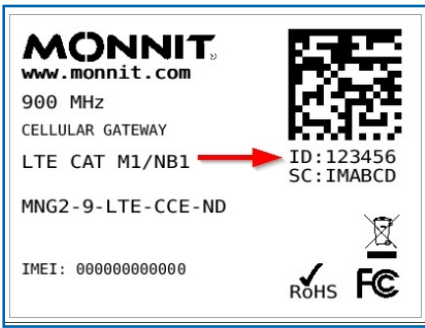 MONNIT®
www.monnit.com
900 MHz
CELLULAR GATEWAY
LTE CAT M1/NB1
ID:123456
SC:IMABCD
MNG2-9-LTE-CCE-ND
IMEI: 000000000000
RoHS FC